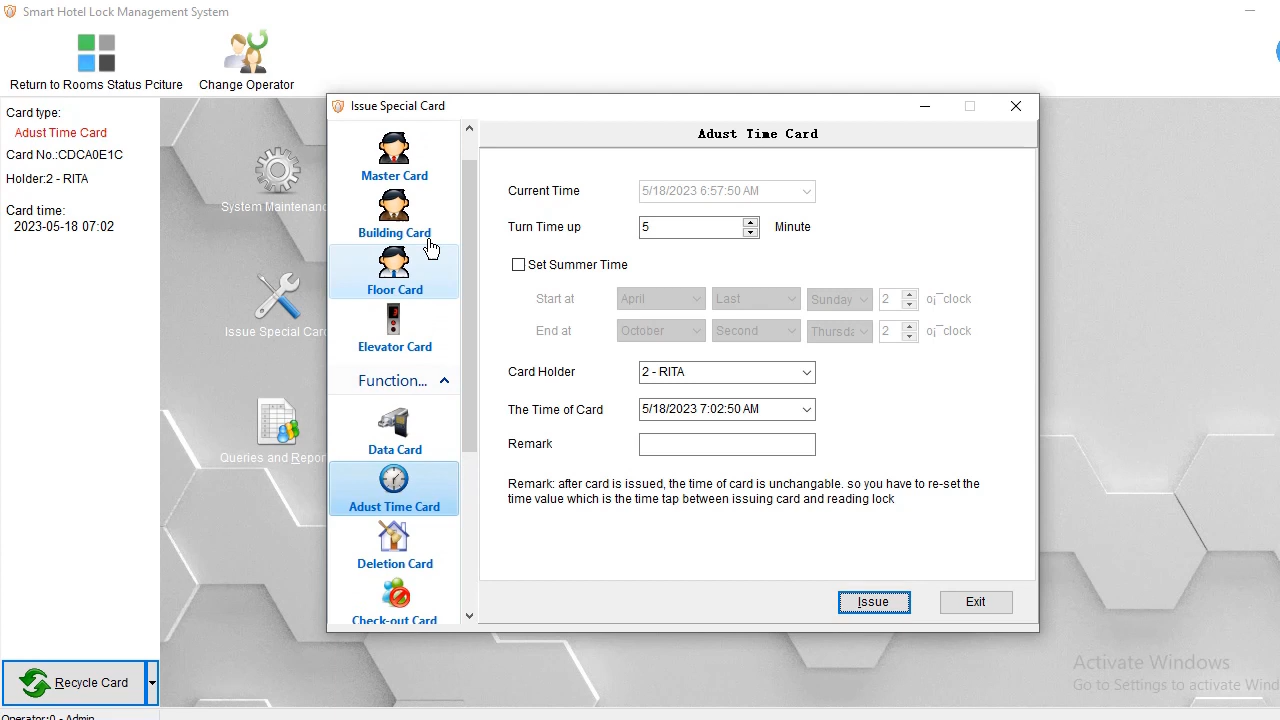 Smart Hotel Lock Management System
Return to Rooms Status Pciture
Change Operator
Card type:
Adust Time Card
Card No.:CDCA0E1C
Holder:2 - RITA
Card time:
2023-05-18 07:02
System Maintenanc
Issue Special Card
Queries and Repor
Recycle Card
Operator:0 - Admin
Issue Special Card
Master Card
Building Card
Floor Card
Elevator Card
Function...
Data Card
Adust Time Card
Deletion Card
Check-out Card
Adust Time Card
Current Time 5/18/2023 6:57:50 AM
Turn Time up 5 Minute
Set Summer Time
Start at April Last Sunday 2 o¡¯clock
End at October Second Thursda 2 o¡¯clock
Card Holder 2 - RITA
The Time of Card 5/18/2023 7:02:50 AM
Remark
Remark: after card is issued, the time of card is unchangable. so you have to re-set the
time value which is the time tap between issuing card and reading lock
Issue Exit
Activate Windows
Go to Settings to activate Wind